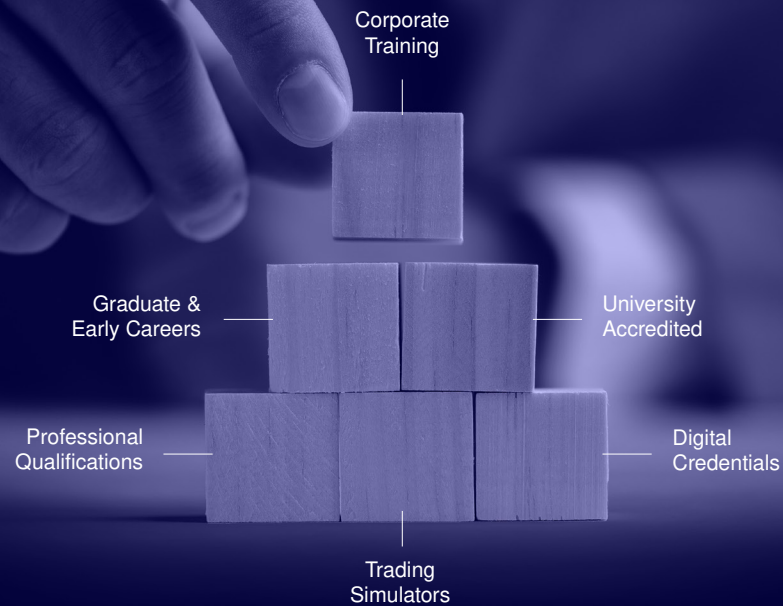 Corporate
Training
Graduate &
Early Careers
University
Accredited
Professional
Qualifications
Digital
Credentials
Trading
Simulators